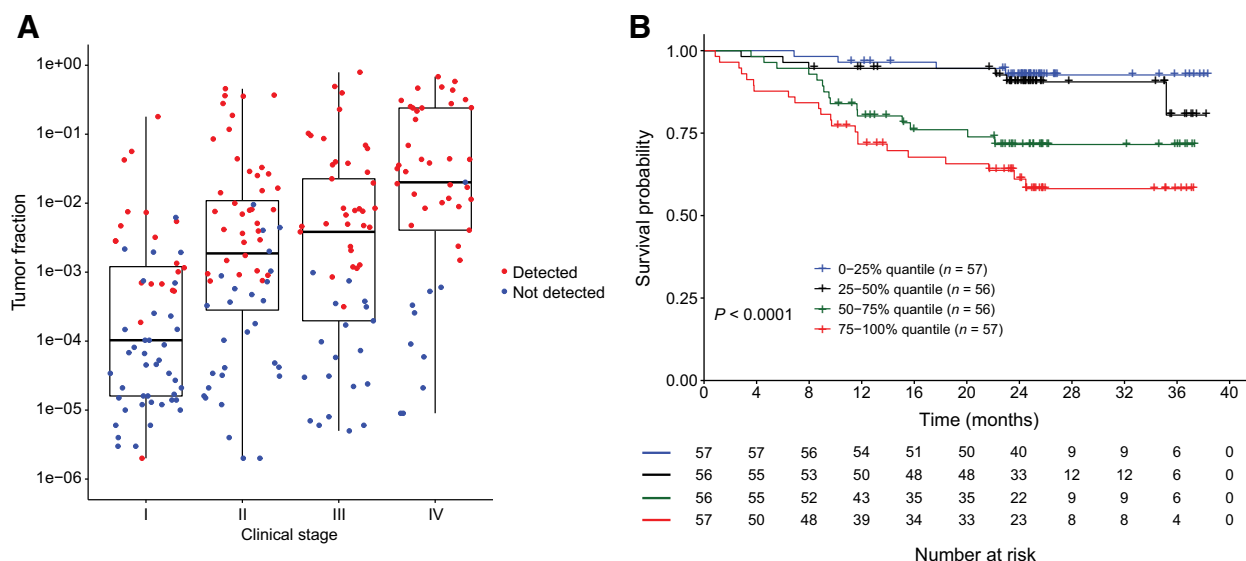 A
1e+00
1e−01
1e−02
1e−03
1e−04
1e−05
1e−06
Tumor fraction
I II III IV
Clinical stage
Detected
Not detected
B
1.00
0.75
0.50
0.25
0.00
Survival probability
0−25% quantile (n = 57)
25−50% quantile (n = 56)
50−75% quantile (n = 56)
75−100% quantile (n = 57)
P < 0.0001
0 4 8 12 16 20 24 28 32 36 40
Time (months)
57 57 56 54 51 50 40 9 9 6 0
56 55 53 50 48 48 33 12 12 6 0
56 55 52 43 35 35 22 9 9 6 0
57 50 48 39 34 33 23 8 8 4 0
Number at risk